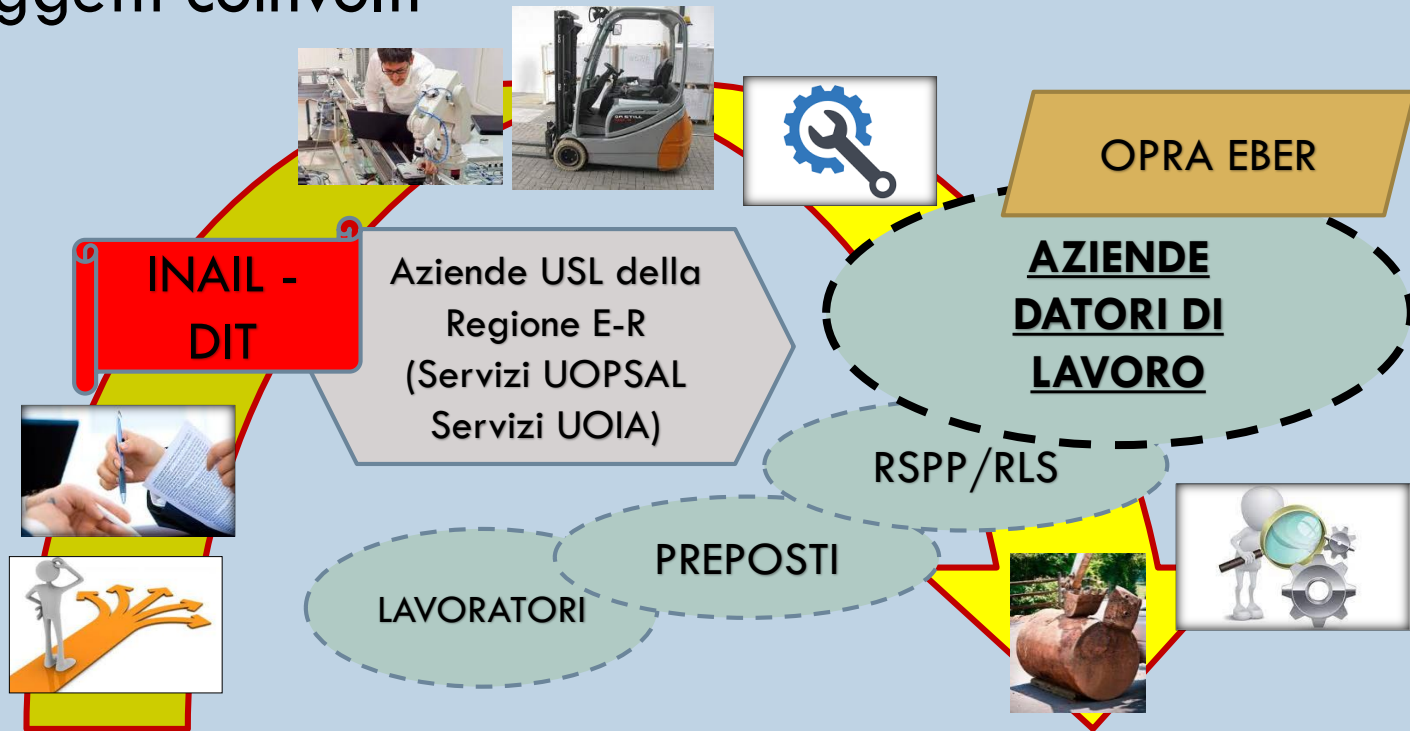 OPRA EBER
INAIL -
DIT
Aziende USL della
Regione E-R
(Servizi UOPSAL
Servizi UOIA)
AZIENDE
DATORI DI
LAVORO
RSPP/RLS
PREPOSTI
LAVORATORI